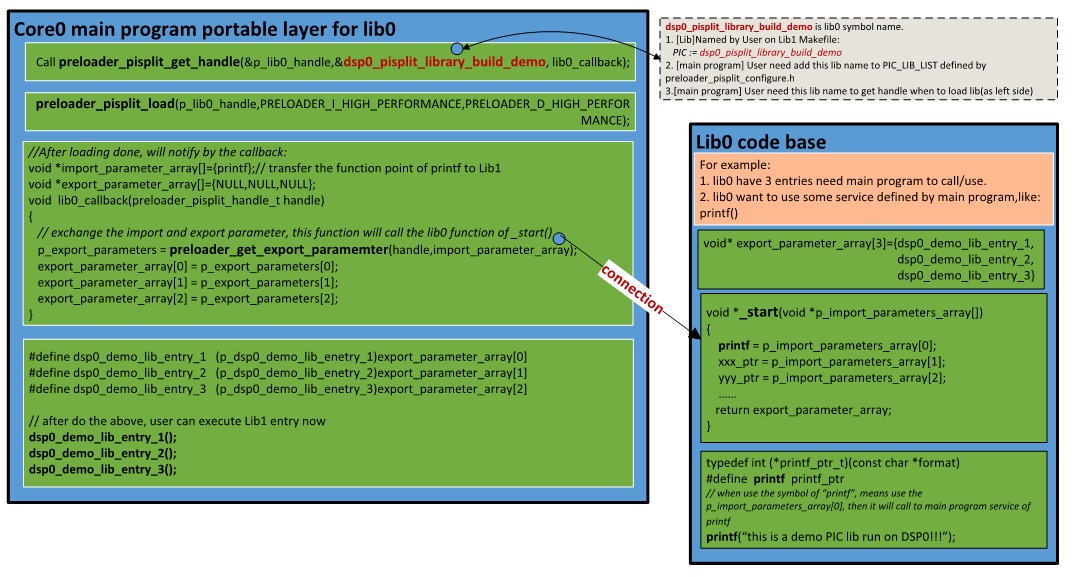 Core0 main program portable layer for lib0
Call preloader_pisplit_get_handle(&p_lib0_handle,&dsp0_pisplit_library_build_demo, lib0_callback);
preloader_pisplit_load(p_lib0_handle,PRELOADER_I_HIGH_PERFORMANCE,PRELOADER_D_HIGH_PERFOR
MANCE);
//After loading done, will notify by the callback:
void *import_parameter_array[]={printf};// transfer the function point of printf to Lib1
void *export_parameter_array[]={NULL,NULL,NULL};
void  lib0_callback(preloader_pisplit_handle_t handle)
{
// exchange the import and export parameter, this function will call the lib0 function of _start()
p_export_parameters = preloader_get_export_paramemter(handle,import_parameter_array);
export_parameter_array[0] = p_export_parameters[0];
export_parameter_array[1] = p_export_parameters[1];
export_parameter_array[2] = p_export_parameters[2];
}
#define dsp0_demo_lib_entry_1   (p_dsp0_demo_lib_enetry_1)export_parameter_array[0]
#define dsp0_demo_lib_entry_2   (p_dsp0_demo_lib_enetry_2)export_parameter_array[1]
#define dsp0_demo_lib_entry_3   (p_dsp0_demo_lib_enetry_3)export_parameter_array[2]
// after do the above, user can execute Lib1 entry now
dsp0_demo_lib_entry_1();
dsp0_demo_lib_entry_2();
dsp0_demo_lib_entry_3();
connection
dsp0_pisplit_library_build_demo is lib0 symbol name.
1. [Lib]Named by User on Lib1 Makefile:
PIC := dsp0_pisplit_library_build_demo
2. [main program] User need add this lib name to PIC_LIB_LIST defined by
preloader_pisplit_configure.h
3.[main program] User need this lib name to get handle when to load lib(as left side)
Lib0 code base
For example:
1. lib0 have 3 entries need main program to call/use.
2. lib0 want to use some service defined by main program,like:
printf()
void* export_parameter_array[3]={dsp0_demo_lib_entry_1,
dsp0_demo_lib_entry_2,
dsp0_demo_lib_entry_3}
void *_start(void *p_import_parameters_array[])
{
printf = p_import_parameters_array[0];
xxx_ptr = p_import_parameters_array[1];
yyy_ptr = p_import_parameters_array[2];
......
return export_parameter_array;
}
typedef int (*printf_ptr_t)(const char *format)
#define  printf  printf_ptr
// when use the symbol of “printf”, means use the
p_import_parameters_array[0], then it will call to main program service of
printf
printf(“this is a demo PIC lib run on DSP0!!!”);